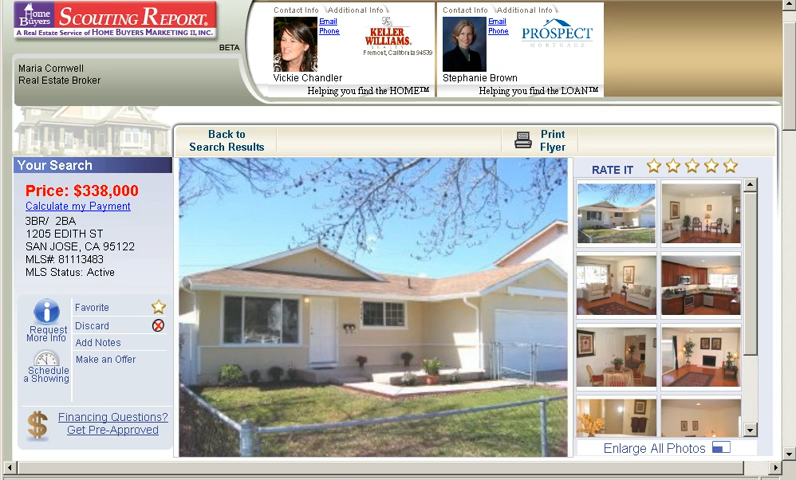 Home Buyers SCOUTING REPORT®
A Real Estate Service of HOME BUYERS MARKETING II, INC.
BETA
Maria Cornwell
Real Estate Broker
Contact Info
Additional Info
Email
Phone
KELLER WILLIAMS
REALTY
Fremont, California 94539
Vickie Chandler
Helping you find the HOME™
Contact Info
Additional Info
Email
Phone
PROSPECT
MORTGAGE
Stephanie Brown
Helping you find the LOAN™
Back to
Search Results
Print
Flyer
Your Search
Price: $338,000
Calculate my Payment
3BR/ 2BA
1205 EDITH ST
SAN JOSE, CA 95122
MLS# 81113483
MLS Status: Active
Request
More Info
Schedule
a Showing
Favorite
Discard
Add Notes
Make an Offer
Financing Questions?
Get Pre-Approved
RATE IT
Enlarge All Photos